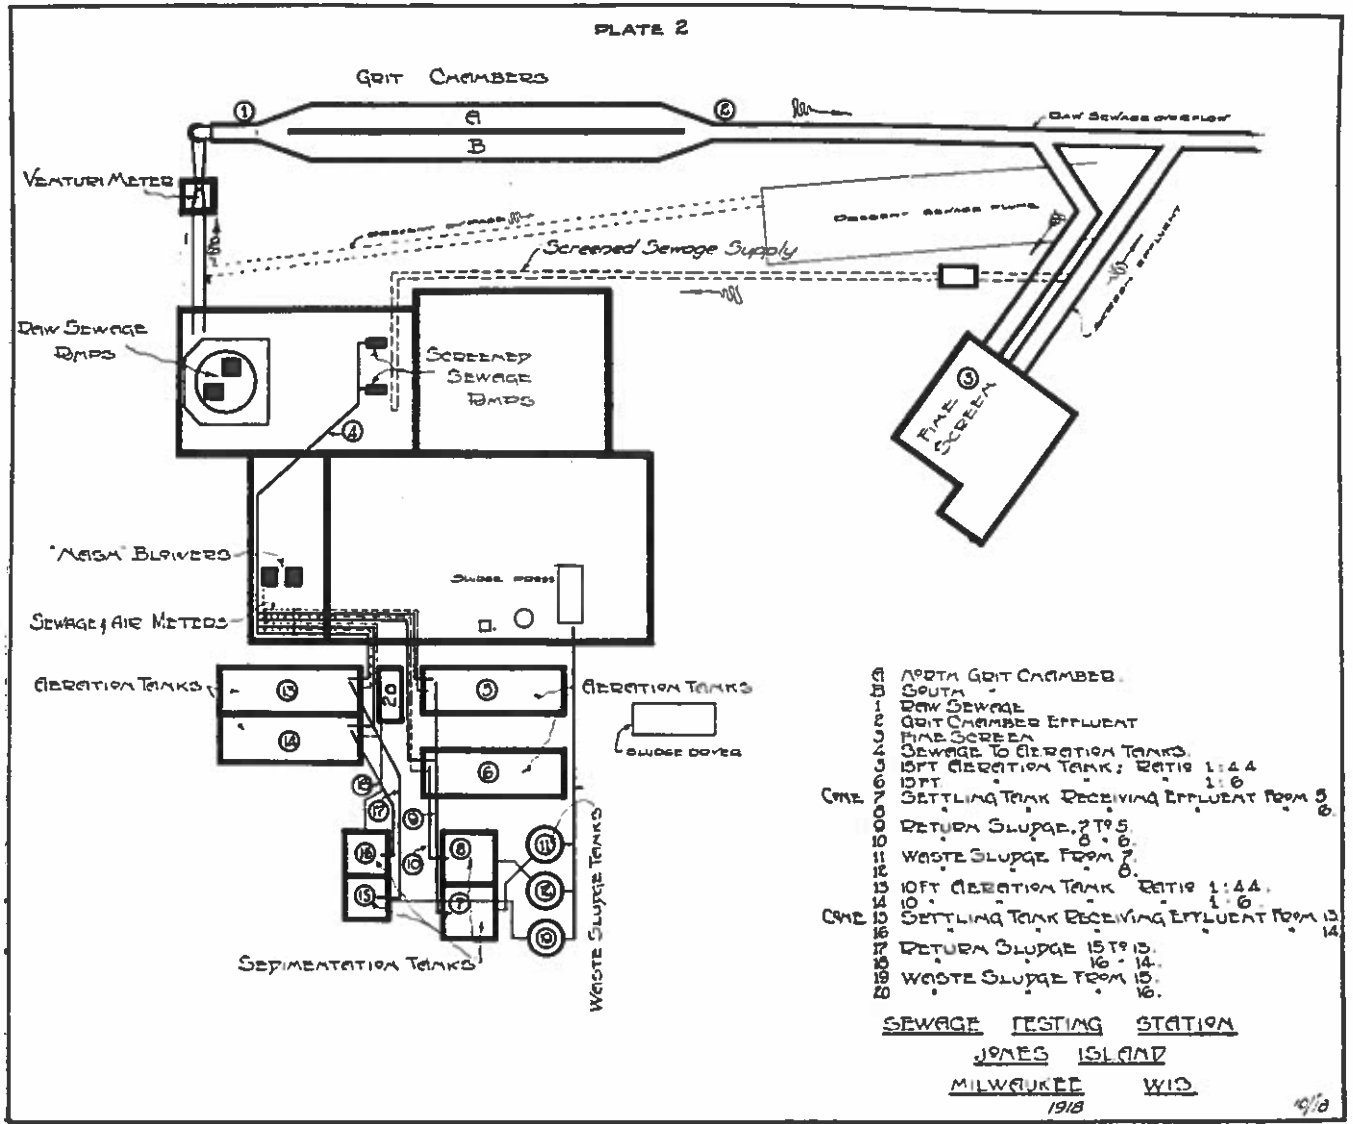 PLATE 2
GRIT CHAMBERS
1
2
A
B
RAW SEWAGE OVERFLOW
VENTURI METER
SCREENED SEWAGE SUPPLY
SCREEN EFFLUENT
RAW SEWAGE
PUMPS
SCREENED
SEWAGE
PUMPS
3
FINE
SCREEN
4
"NASH" BLOWERS
SLUDGE PRESS
SEWAGE & AIR METERS
AERATION TANKS
13
20
5
AERATION TANKS
14
6
SLUDGE DRYER
18
17
9
10
16
8
11
15
7
12
19
WASTE SLUDGE TANKS
SEDIMENTATION TANKS
A NORTH GRIT CHAMBER.
B SOUTH "
1 RAW SEWAGE
2 GRIT CHAMBER EFFLUENT
3 FINE SCREEN
4 SEWAGE TO AERATION TANKS.
5 15FT AERATION TANK; RATIO 1:44
6 15FT. " " " 1:6
CONE 7 SETTLING TANK RECEIVING EFFLUENT FROM 5
8 " " " " " 6.
9 RETURN SLUDGE, 7 TO 5.
10 " " 8 " 6.
11 WASTE SLUDGE FROM 7.
12 " " " 8.
13 10FT AERATION TANK RATIO 1:44.
14 10 " " " " 1:6
CONE 15 SETTLING TANK RECEIVING EFFLUENT FROM 13
16 " " " " " 14
17 RETURN SLUDGE 15 TO 13.
18 " " 16 " 14.
19 WASTE SLUDGE FROM 15.
20 " " " 16.
SEWAGE TESTING STATION
JONES ISLAND
MILWAUKEE WIS.
1918